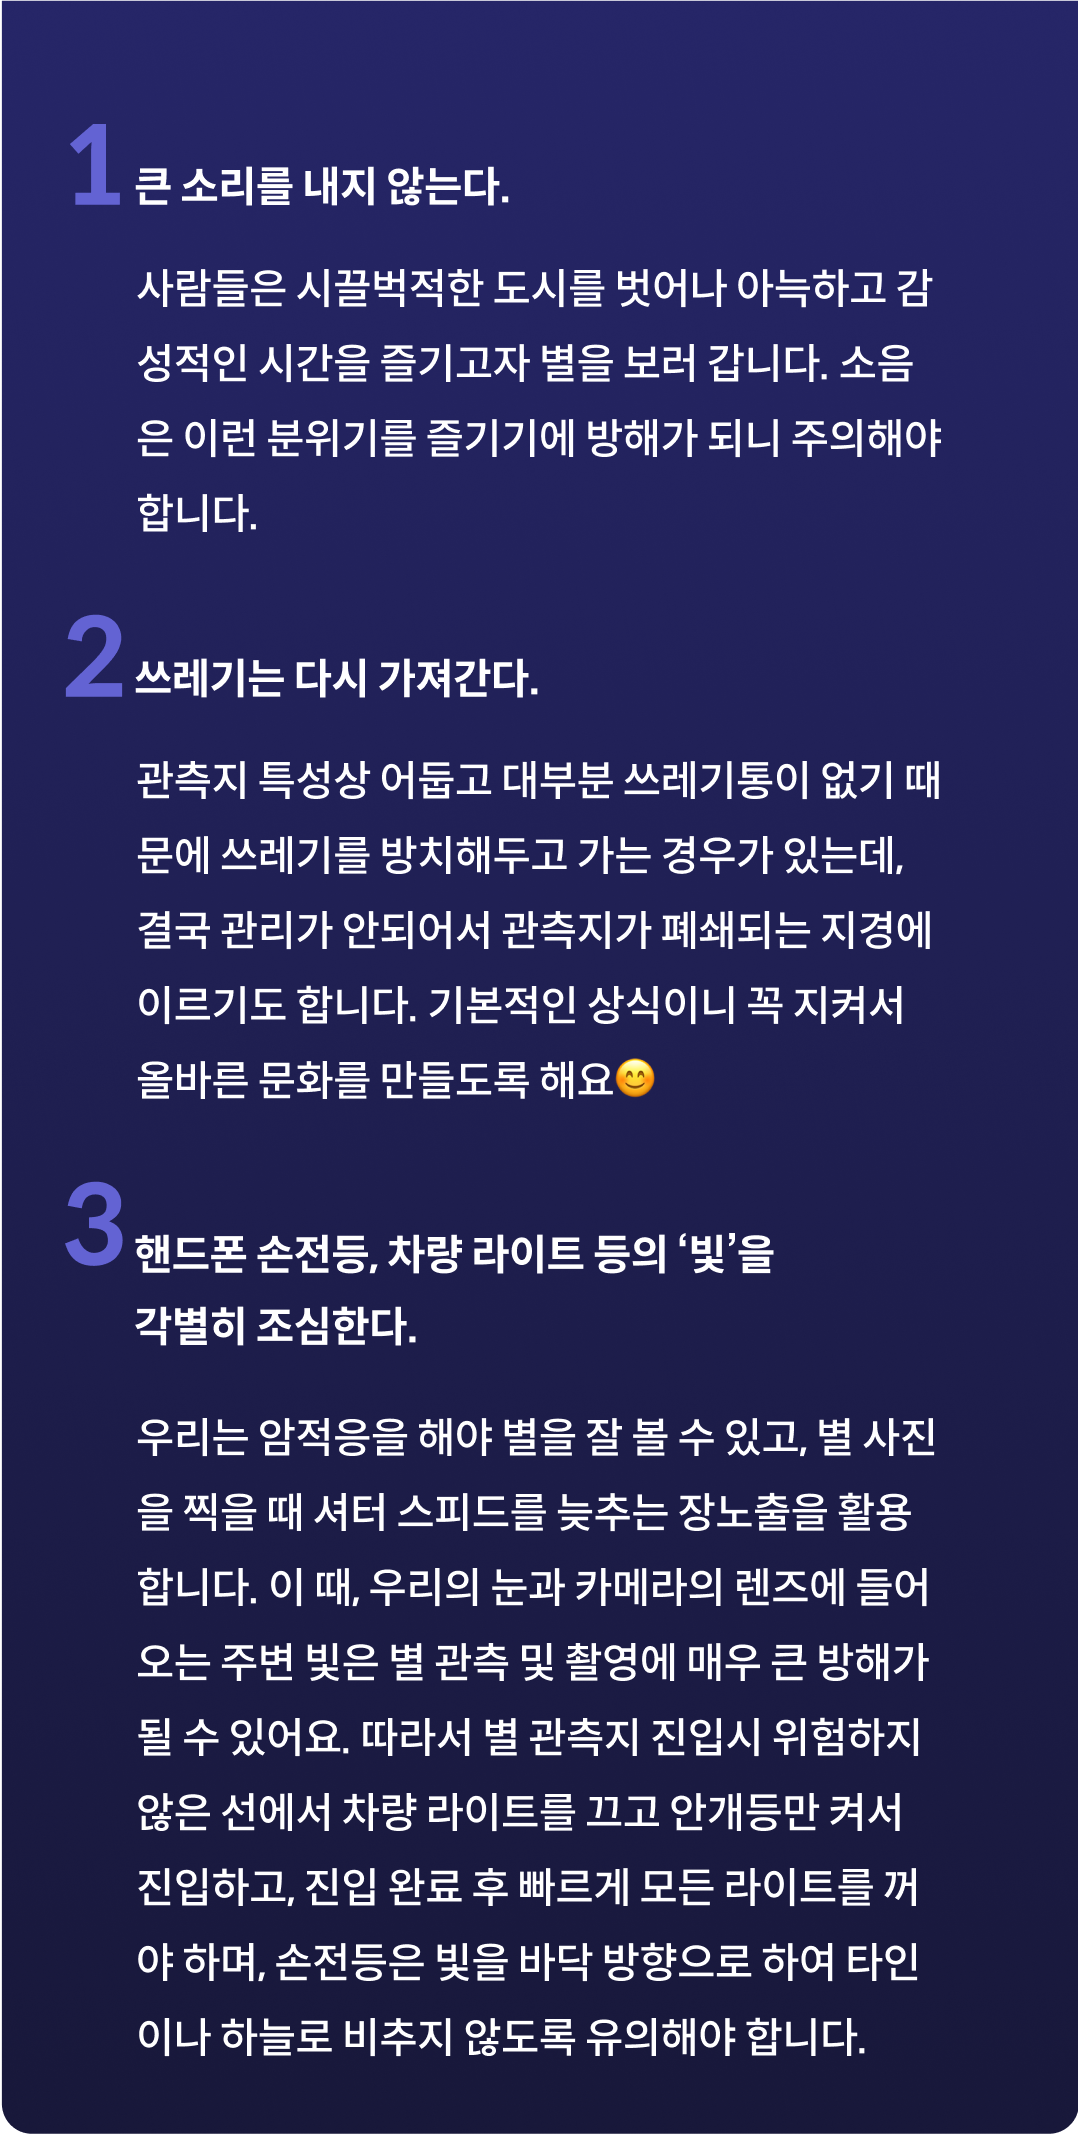 1 큰 소리를 내지 않는다.
사람들은 시끌벅적한 도시를 벗어나 아늑하고 감
성적인 시간을 즐기고자 별을 보러 갑니다. 소음
은 이런 분위기를 즐기기에 방해가 되니 주의해야
합니다.
2 쓰레기는 다시 가져간다.
관측지 특성상 어둡고 대부분 쓰레기통이 없기 때
문에 쓰레기를 방치해두고 가는 경우가 있는데,
결국 관리가 안되어서 관측지가 폐쇄되는 지경에
이르기도 합니다. 기본적인 상식이니 꼭 지켜서
올바른 문화를 만들도록 해요😊
3 핸드폰 손전등, 차량 라이트 등의 ‘빛’을
각별히 조심한다.
우리는 암적응을 해야 별을 잘 볼 수 있고, 별 사진
을 찍을 때 셔터 스피드를 늦추는 장노출을 활용
합니다. 이 때, 우리의 눈과 카메라의 렌즈에 들어
오는 주변 빛은 별 관측 및 촬영에 매우 큰 방해가
될 수 있어요. 따라서 별 관측지 진입시 위험하지
않은 선에서 차량 라이트를 끄고 안개등만 켜서
진입하고, 진입 완료 후 빠르게 모든 라이트를 꺼
야 하며, 손전등은 빛을 바닥 방향으로 하여 타인
이나 하늘로 비추지 않도록 유의해야 합니다.